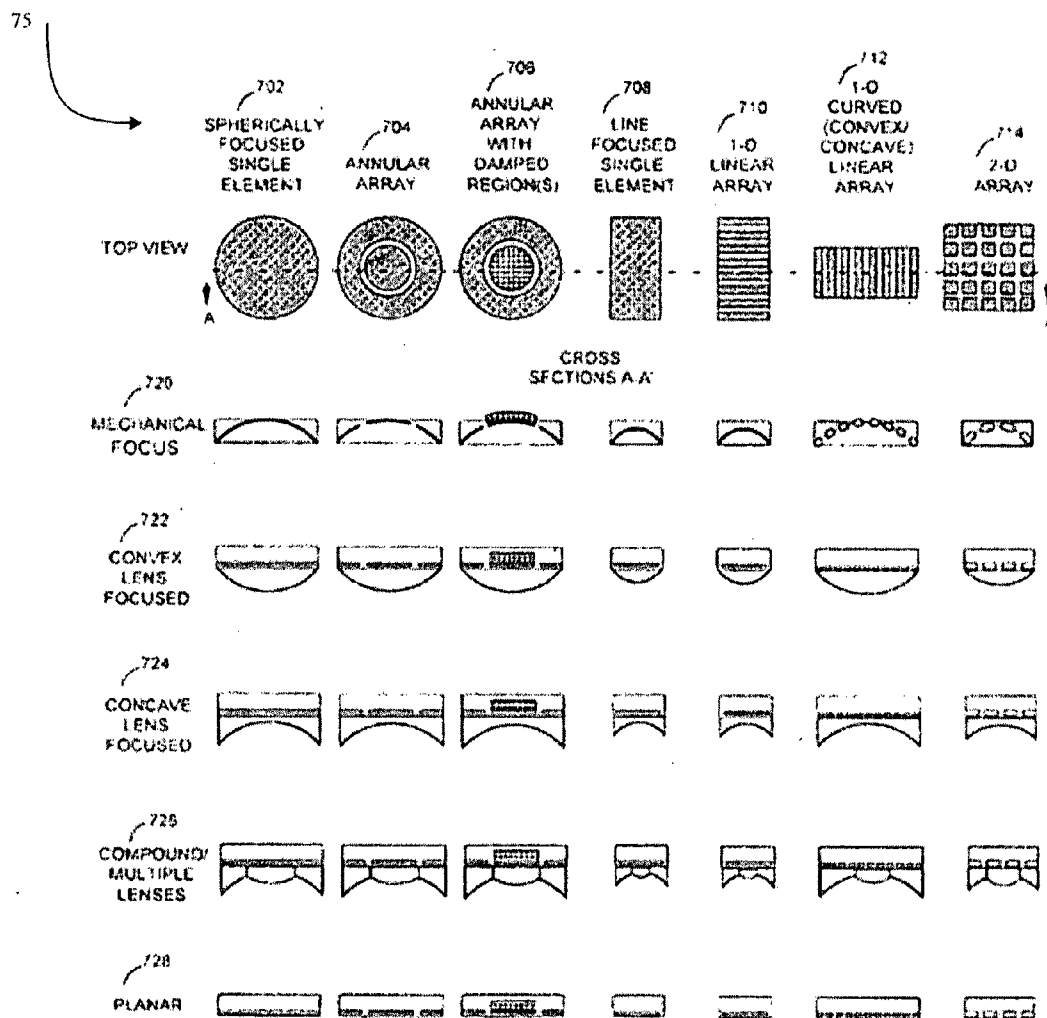 75
702
SPHERICALLY
FOCUSED
SINGLE
ELEMENT
704
ANNULAR
ARRAY
706
ANNULAR
ARRAY
WITH
DAMPED
REGION(S)
708
LINE
FOCUSED
SINGLE
ELEMENT
710
1-D
LINEAR
ARRAY
712
1-D
CURVED
(CONVEX/
CONCAVE)
LINEAR
ARRAY
714
2-D
ARRAY
TOP VIEW
A
CROSS
SECTIONS A-A'
720
MECHANICAL
FOCUS
722
CONVEX
LENS
FOCUSED
724
CONCAVE
LENS
FOCUSED
726
COMPOUND/
MULTIPLE
LENSES
728
PLANAR